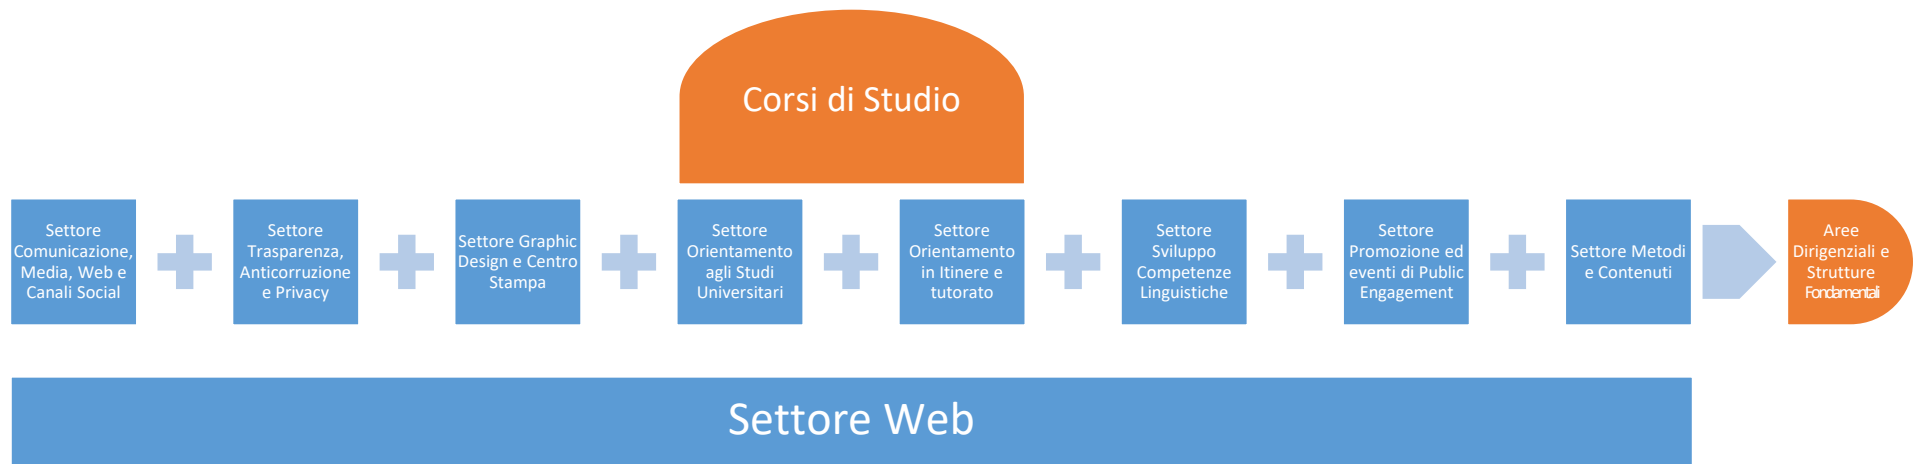 Corsi di Studio
Settore
Comunicazione,
Media, Web e
Canali Social
Settore
Trasparenza,
Anticorruzione
e Privacy
Settore Graphic
Design e Centro
Stampa
Settore
Orientamento
agli Studi
Universitari
Settore
Orientamento
in Itinere e
tutorato
Settore
Sviluppo
Competenze
Linguistiche
Settore
Promozione ed
eventi di Public
Engagement
Settore Metodi
e Contenuti
Aree
Dirigenziali e
Strutture
Fondamentali
Settore Web